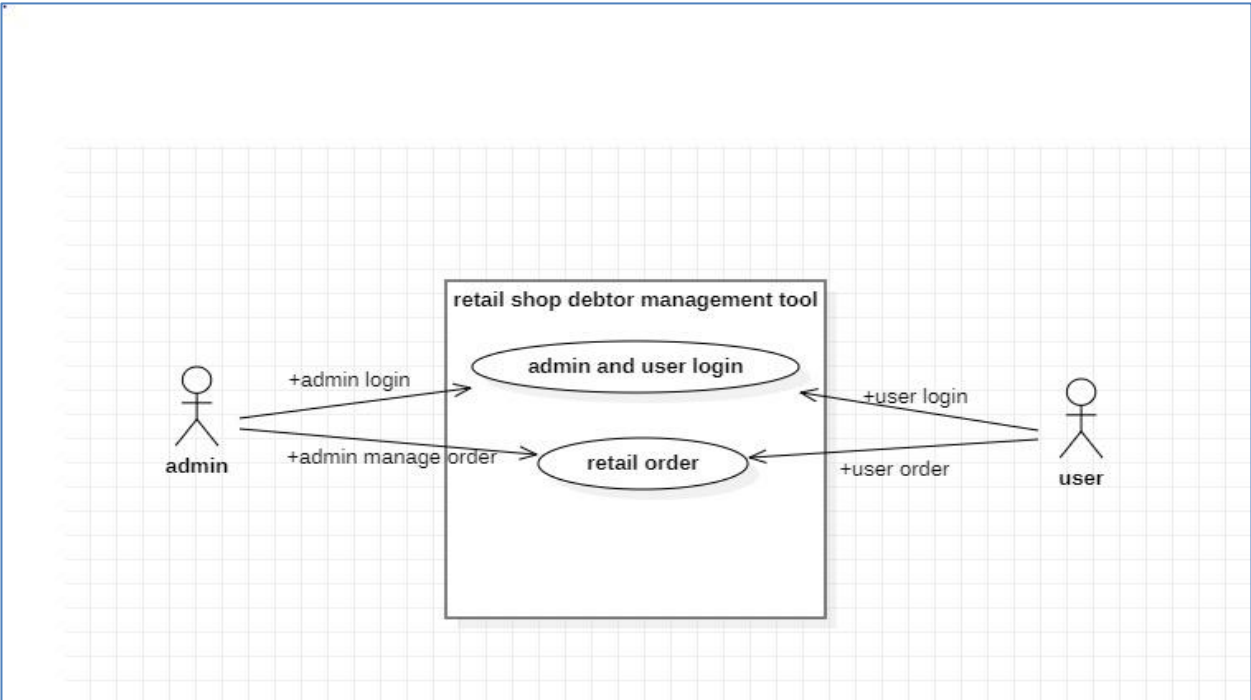 retail shop debtor management tool
admin and user login
+admin login
+user login
+admin manage order
retail order
+user order
admin
user